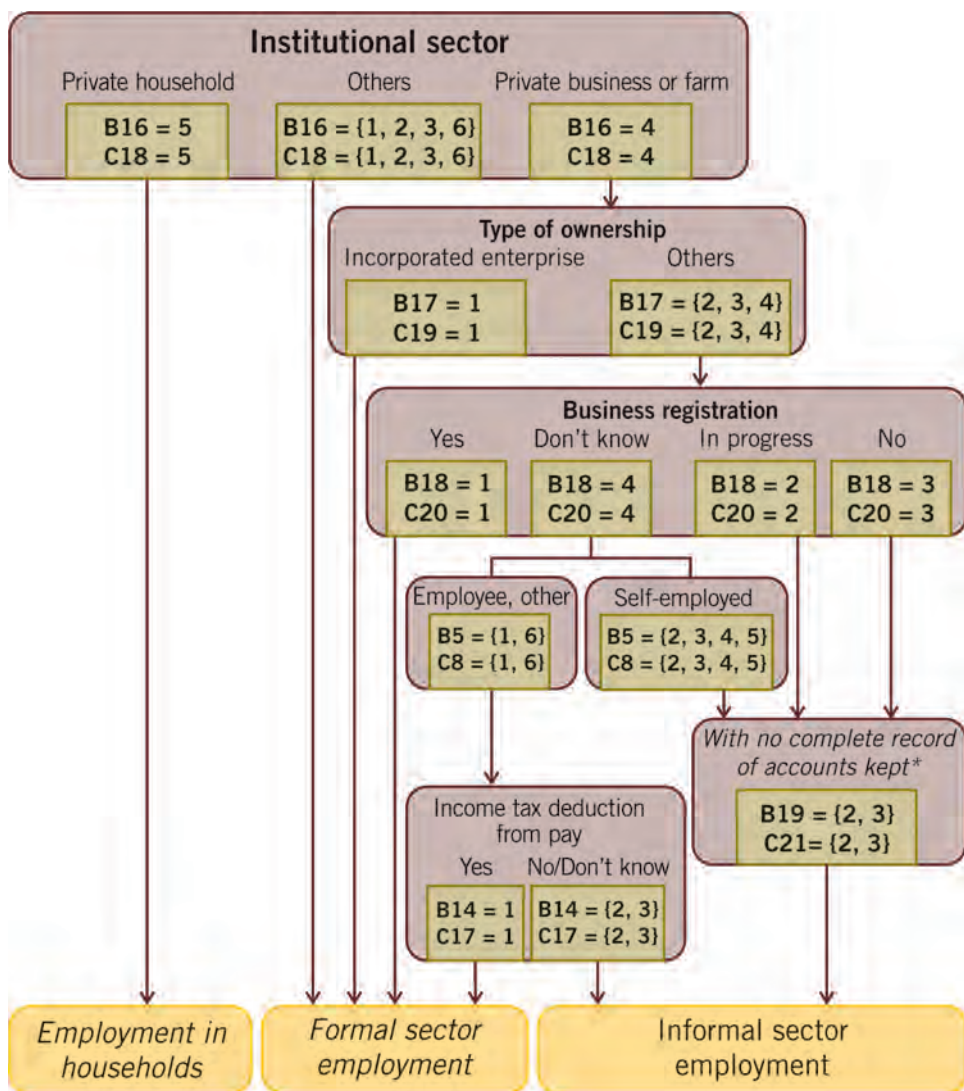 Institutional sector
Private household
Others
Private business or farm
B16 = 5
C18 = 5
B16 = {1, 2, 3, 6}
C18 = {1, 2, 3, 6}
B16 = 4
C18 = 4
Type of ownership
Incorporated enterprise
Others
B17 = 1
C19 = 1
B17 = {2, 3, 4}
C19 = {2, 3, 4}
Business registration
Yes
Don't know
In progress
No
B18 = 1
C20 = 1
B18 = 4
C20 = 4
B18 = 2
C20 = 2
B18 = 3
C20 = 3
Employee, other
B5 = {1, 6}
C8 = {1, 6}
Self-employed
B5 = {2, 3, 4, 5}
C8 = {2, 3, 4, 5}
With no complete record
of accounts kept*
B19 = {2, 3}
C21= {2, 3}
Income tax deduction
from pay
Yes
No/Don't know
B14 = 1
C17 = 1
B14 = {2, 3}
C17 = {2, 3}
Employment in
households
Formal sector
employment
Informal sector
employment